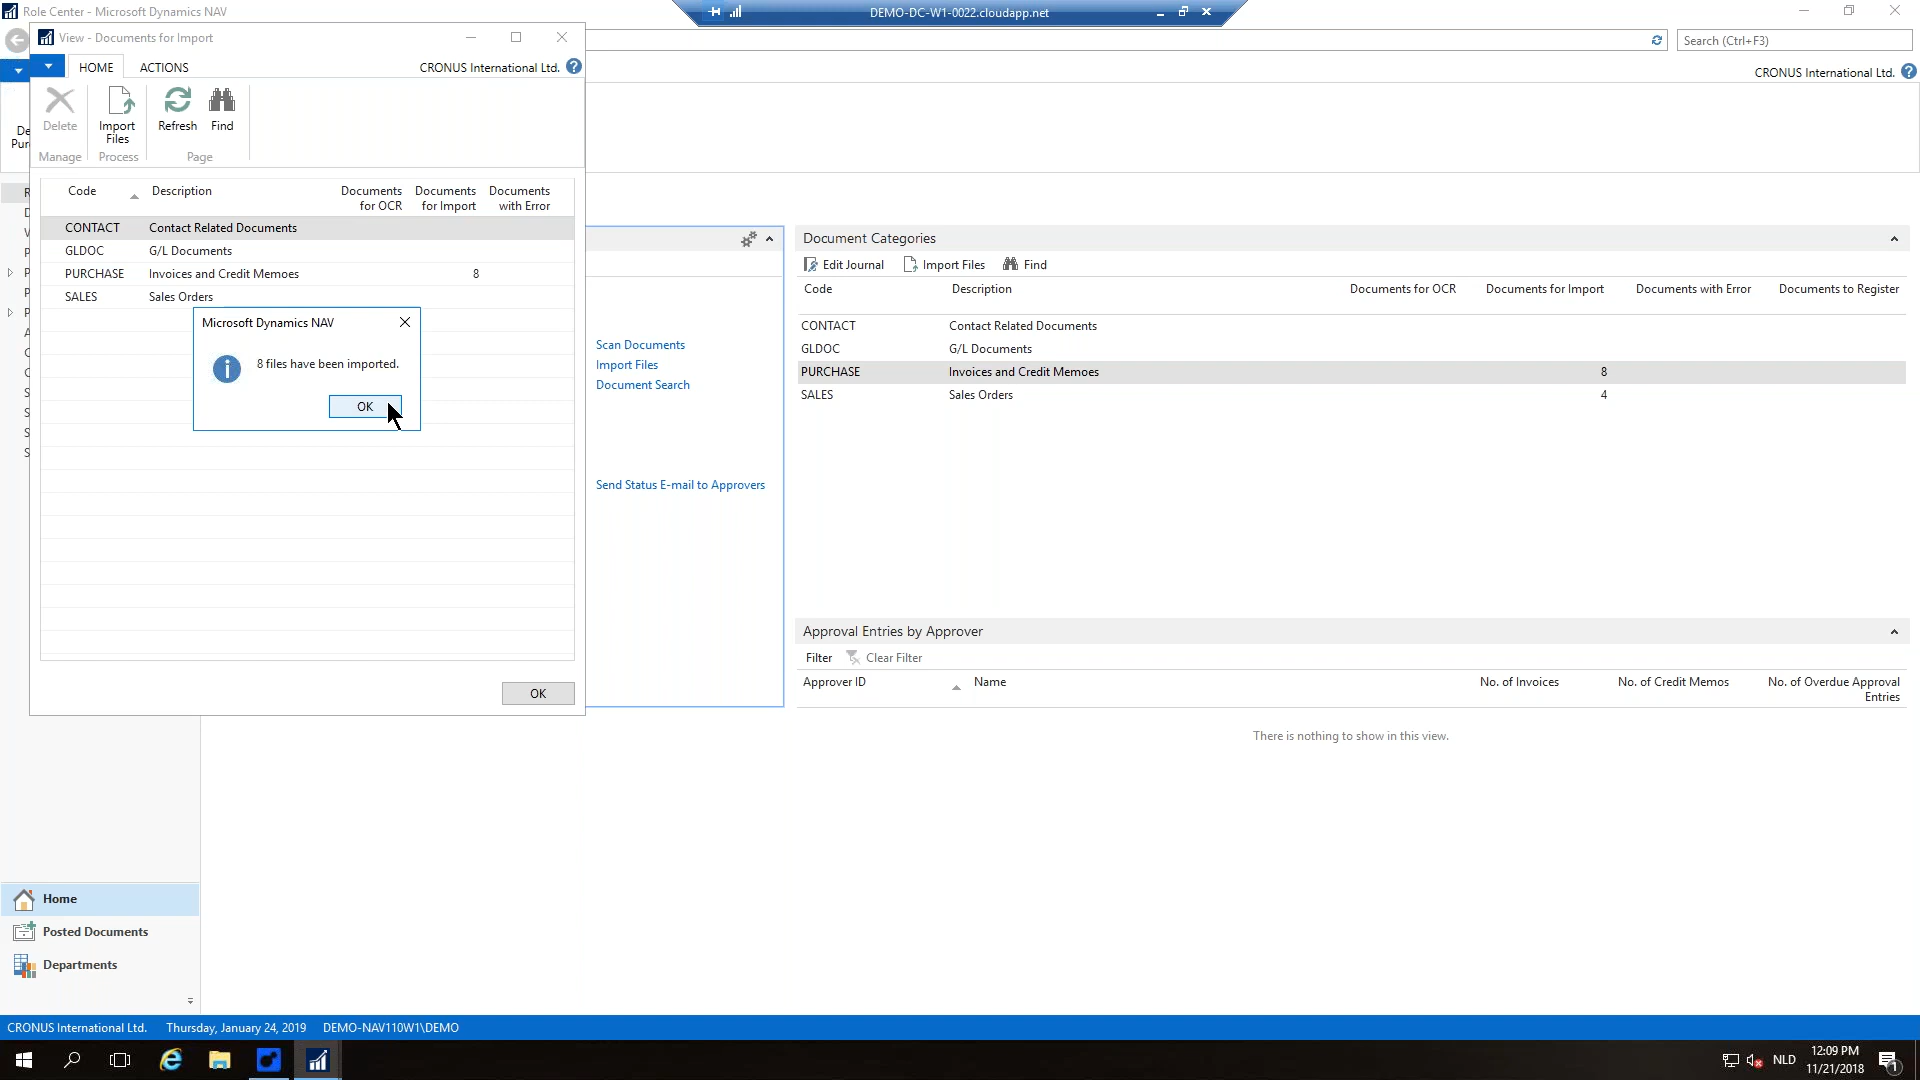 Role Center - Microsoft Dynamics NAV
DEMO-DC-W1-0022.cloudapp.net
View - Documents for Import
Search (Ctrl+F3)
HOME
ACTIONS
CRONUS International Ltd.
CRONUS International Ltd.
Delete
Import
Files
Refresh
Find
Manage
Process
Page
Code
Description
Documents
for OCR
Documents
for Import
Documents
with Error
CONTACT
Contact Related Documents
GLDOC
G/L Documents
PURCHASE
Invoices and Credit Memoes
8
SALES
Sales Orders
Microsoft Dynamics NAV
8 files have been imported.
OK
OK
Scan Documents
Import Files
Document Search
Send Status E-mail to Approvers
Document Categories
Edit Journal
Import Files
Find
Code
Description
Documents for OCR
Documents for Import
Documents with Error
Documents to Register
CONTACT
Contact Related Documents
GLDOC
G/L Documents
PURCHASE
Invoices and Credit Memoes
8
SALES
Sales Orders
4
Approval Entries by Approver
Filter
Clear Filter
Approver ID
Name
No. of Invoices
No. of Credit Memos
No. of Overdue Approval
Entries
There is nothing to show in this view.
Home
Posted Documents
Departments
CRONUS International Ltd.
Thursday, January 24, 2019
DEMO-NAV110W1\DEMO
NLD
12:09 PM
11/21/2018
1